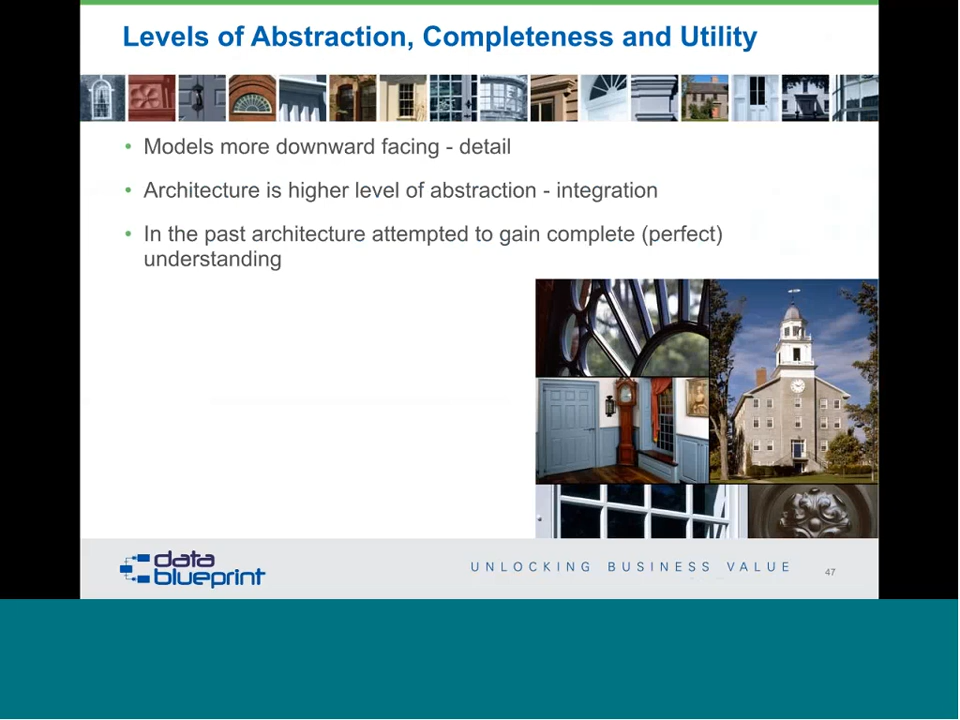 Levels of Abstraction, Completeness and Utility
• Models more downward facing - detail
• Architecture is higher level of abstraction - integration
• In the past architecture attempted to gain complete (perfect)
understanding
data
blueprint
UNLOCKING BUSINESS VALUE
47